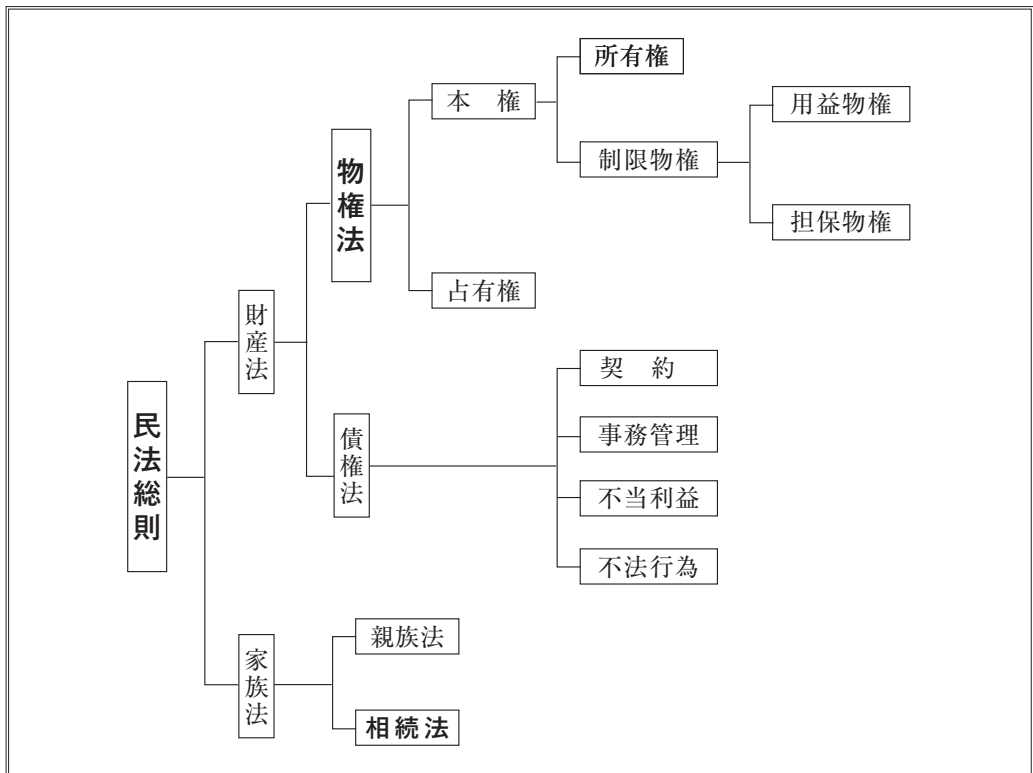 民法総則
財産法
物権法
本　権
所有権
制限物権
用益物権
担保物権
占有権
債権法
契　約
事務管理
不当利益
不法行為
家族法
親族法
相続法